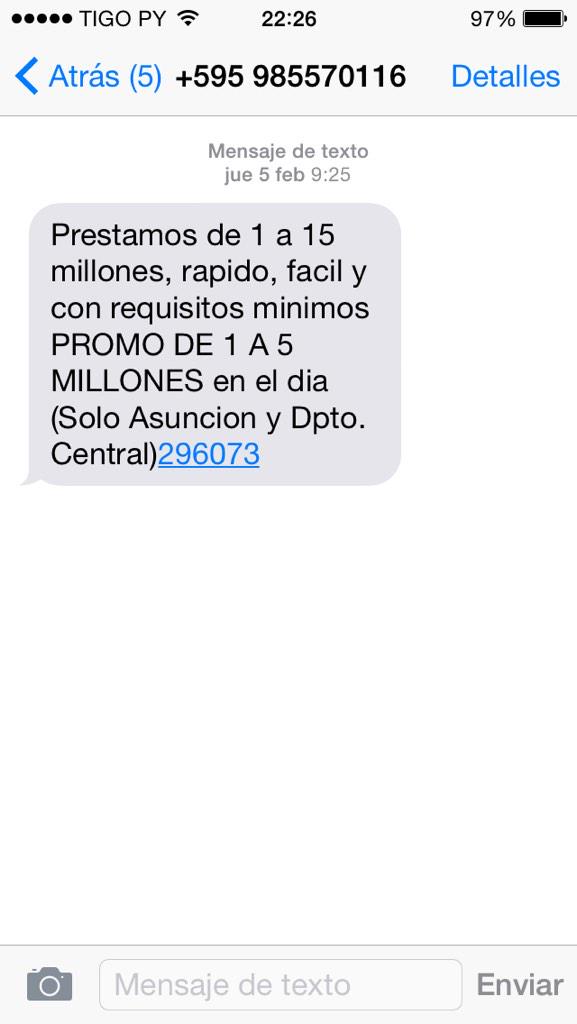 TIGO PY 22:26 97%
Atrás (5) +595 985570116 Detalles
Mensaje de texto
jue 5 feb 9:25
Prestamos de 1 a 15
millones, rapido, facil y
con requisitos minimos
PROMO DE 1 A 5
MILLONES en el dia
(Solo Asuncion y Dpto.
Central)296073
Mensaje de texto Enviar